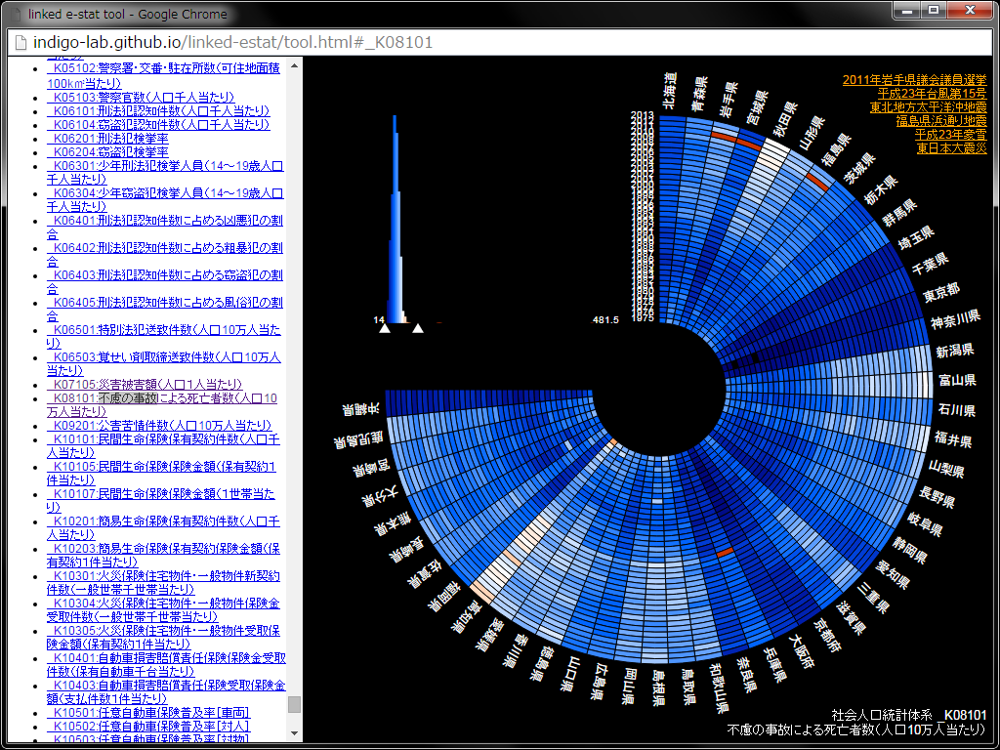 linked e-stat tool - Google Chrome
indigo-lab.github.io/linked-estat/tool.html#_K08101
当たり)
_K05102:警察署・交番・駐在所数(可住地面積
100k㎡当たり)
_K05103:警察官数(人口千人当たり)
_K06101:刑法犯認知件数(人口千人当たり)
_K06104:窃盗犯認知件数(人口千人当たり)
_K06201:刑法犯検挙率
_K06204:窃盗犯検挙率
_K06301:少年刑法犯検挙人員(14～19歳人口
千人当たり)
_K06304:少年窃盗犯検挙人員(14～19歳人口
千人当たり)
_K06401:刑法犯認知件数に占める凶悪犯の割
合
_K06402:刑法犯認知件数に占める粗暴犯の割
合
_K06403:刑法犯認知件数に占める窃盗犯の割
合
_K06405:刑法犯認知件数に占める風俗犯の割
合
_K06501:特別法犯送致件数(人口10万人当た
り)
_K06503:覚せい剤取締送致件数(人口10万人
当たり)
_K07105:災害被害額(人口1人当たり)
_K08101:不慮の事故による死亡者数(人口10
万人当たり)
_K09201:公害苦情件数(人口10万人当たり)
_K10101:民間生命保険保有契約件数(人口千
人当たり)
_K10105:民間生命保険保険金額(保有契約1
件当たり)
_K10107:民間生命保険保険金額(1世帯当た
り)
_K10201:簡易生命保険保有契約件数(人口千
人当たり)
_K10203:簡易生命保険保有契約保険金額(保
有契約1件当たり)
_K10301:火災保険住宅物件・一般物件新契約
件数(一般世帯千世帯当たり)
_K10304:火災保険住宅物件・一般物件保険金
受取件数(一般世帯千世帯当たり)
_K10305:火災保険住宅物件・一般物件受取保
険金額(保有契約1件当たり)
_K10401:自動車損害賠償責任保険保険金受取
件数(保有自動車千台当たり)
_K10403:自動車損害賠償責任保険受取保険金
額(支払件数1件当たり)
_K10501:任意自動車保険普及率[車両]
_K10502:任意自動車保険普及率[対人]
_K10503:任意自動車保険普及率[対物]
14
481.5
2013
1975
北海道
青森県
岩手県
宮城県
秋田県
山形県
福島県
茨城県
栃木県
群馬県
埼玉県
千葉県
東京都
神奈川県
新潟県
富山県
石川県
福井県
山梨県
長野県
岐阜県
静岡県
愛知県
三重県
滋賀県
京都府
大阪府
兵庫県
奈良県
和歌山県
鳥取県
島根県
岡山県
広島県
山口県
徳島県
香川県
愛媛県
高知県
福岡県
佐賀県
長崎県
熊本県
大分県
宮崎県
鹿児島県
沖縄県
2011年岩手県議会議員選挙
平成23年台風第15号
東北地方太平洋沖地震
福島県浜通り地震
平成23年豪雪
東日本大震災
社会人口統計体系 _K08101
不慮の事故による死亡者数(人口10万人当たり)